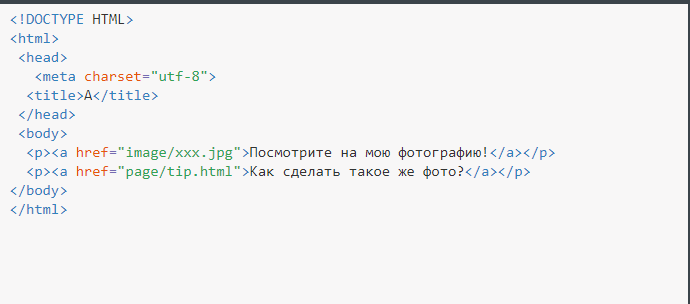 <!DOCTYPE HTML>
<html>
<head>
<meta charset="utf-8">
<title>A</title>
</head>
<body>
<p><a href="image/xxx.jpg">Посмотрите на мою фотографию!</a></p>
<p><a href="page/tip.html">Как сделать такое же фото?</a></p>
</body>
</html>